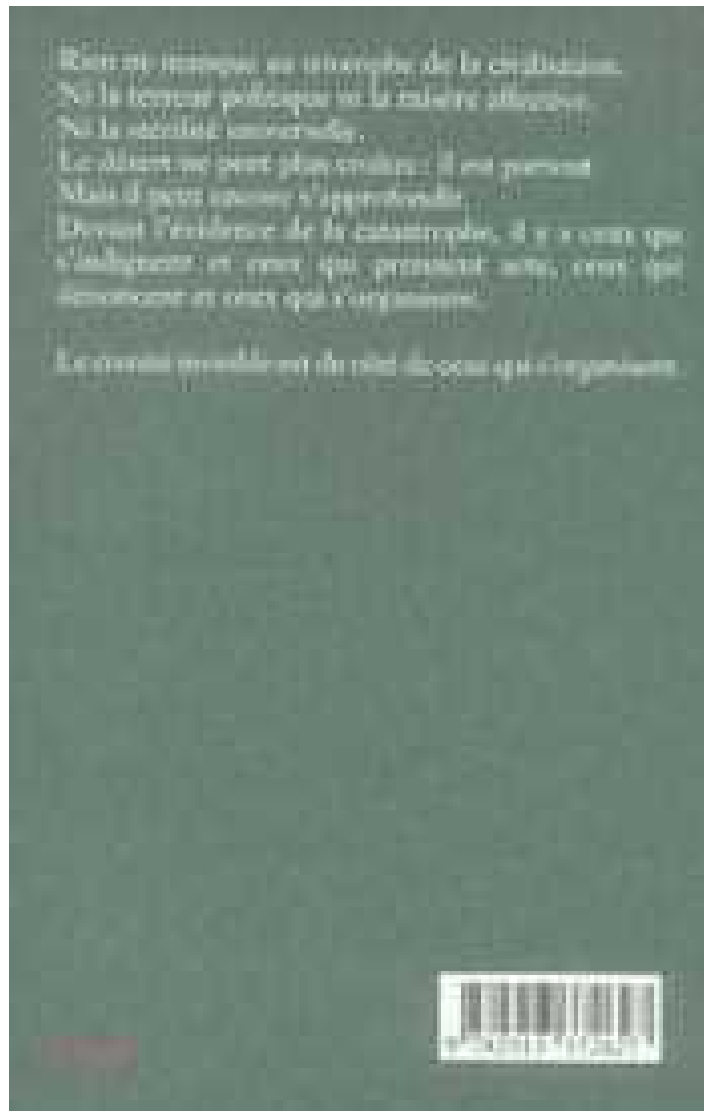 Rien ne manque au triomphe de la civilisation.
Ni la terreur politique ni la misère affective.
Ni la stérilité universelle.
Le désert ne peut plus croître : il est partout
Mais il peut encore s'approfondir.
Devant l'évidence de la catastrophe, il y a ceux qui
s'indignent et ceux qui prennent acte, ceux qui
dénoncent et ceux qui s'organisent.
Le comité invisible est du côté de ceux qui s'organisent.